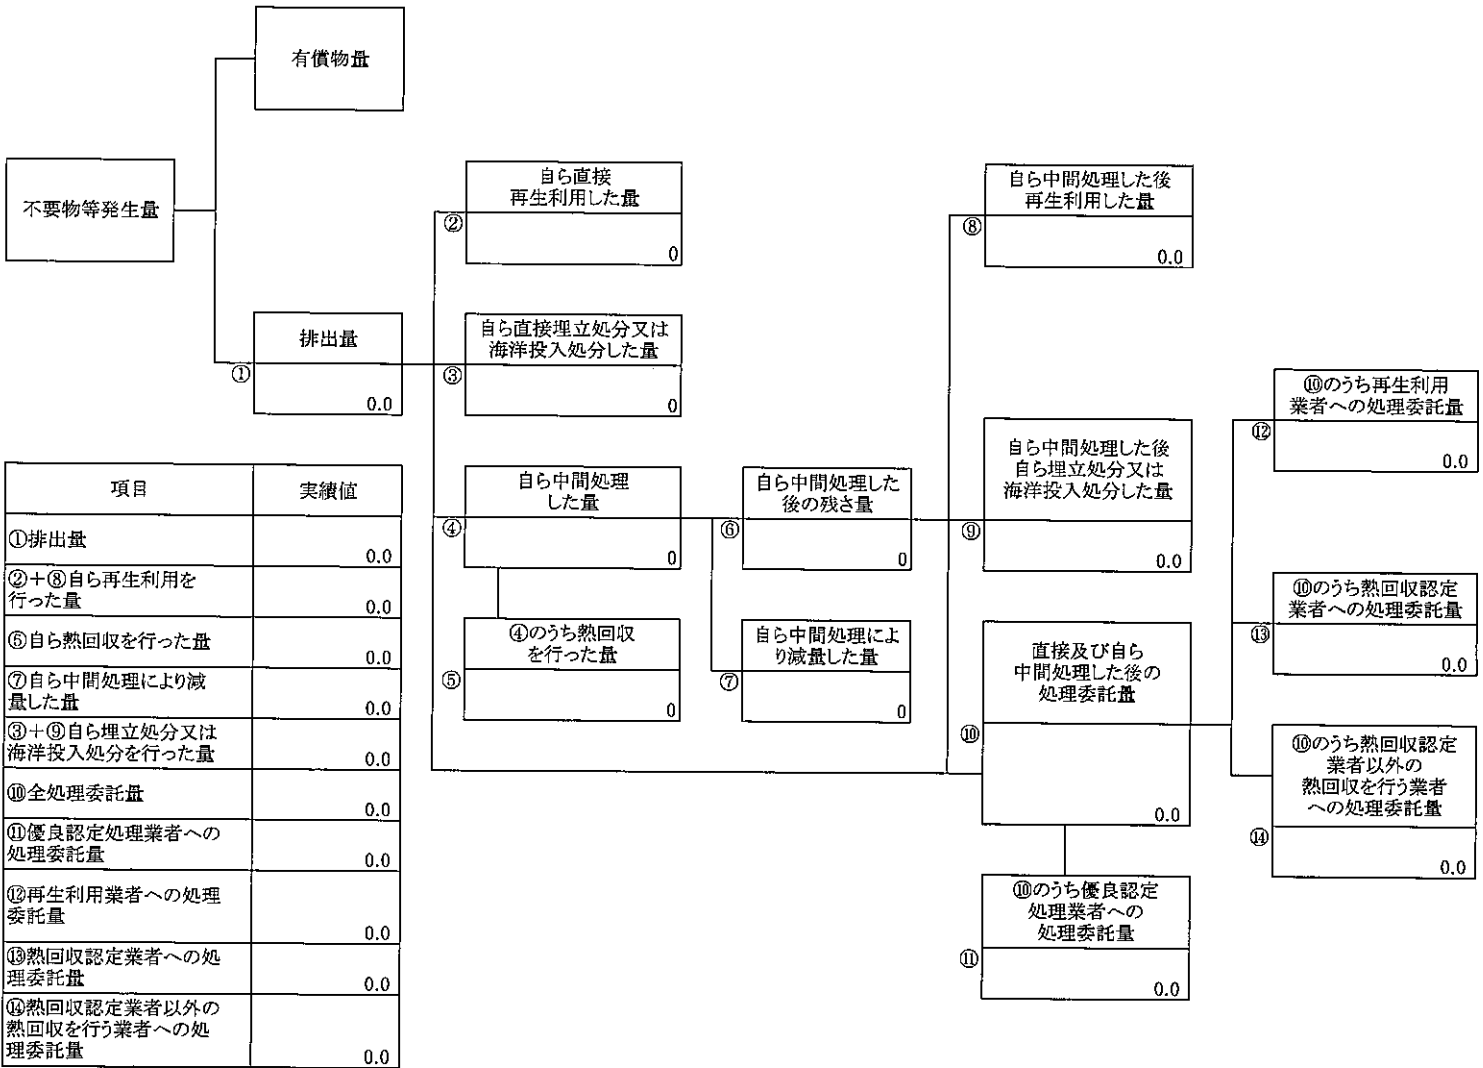 有償物量
不要物等発生量
排出量
①
0.0
自ら直接
再生利用した量
②
0
自ら直接埋立処分又は
海洋投入処分した量
③
0
自ら中間処理
した量
④
0
④のうち熱回収
を行った量
⑤
0
自ら中間処理した
後の残さ量
⑥
0
自ら中間処理によ
り減量した量
⑦
0
自ら中間処理した後
再生利用した量
⑧
0.0
自ら中間処理した後
自ら埋立処分又は
海洋投入処分した量
⑨
0.0
直接及び自ら
中間処理した後の
処理委託量
⑩
0.0
⑩のうち優良認定
処理業者への
処理委託量
⑪
0.0
⑩のうち再生利用
業者への処理委託量
⑫
0.0
⑩のうち熱回収認定
業者への処理委託量
⑬
0.0
⑩のうち熱回収認定
業者以外の
熱回収を行う業者
への処理委託量
⑭
0.0
項目 実績値
①排出量
0.0
②+⑧自ら再生利用を
行った量
0.0
⑤自ら熱回収を行った量
0.0
⑦自ら中間処理により減
量した量
0.0
③+⑨自ら埋立処分又は
海洋投入処分を行った量
0.0
⑩全処理委託量
0.0
⑪優良認定処理業者への
処理委託量
0.0
⑫再生利用業者への処理
委託量
0.0
⑬熱回収認定業者への処
理委託量
0.0
⑭熱回収認定業者以外の
熱回収を行う業者への処
理委託量
0.0